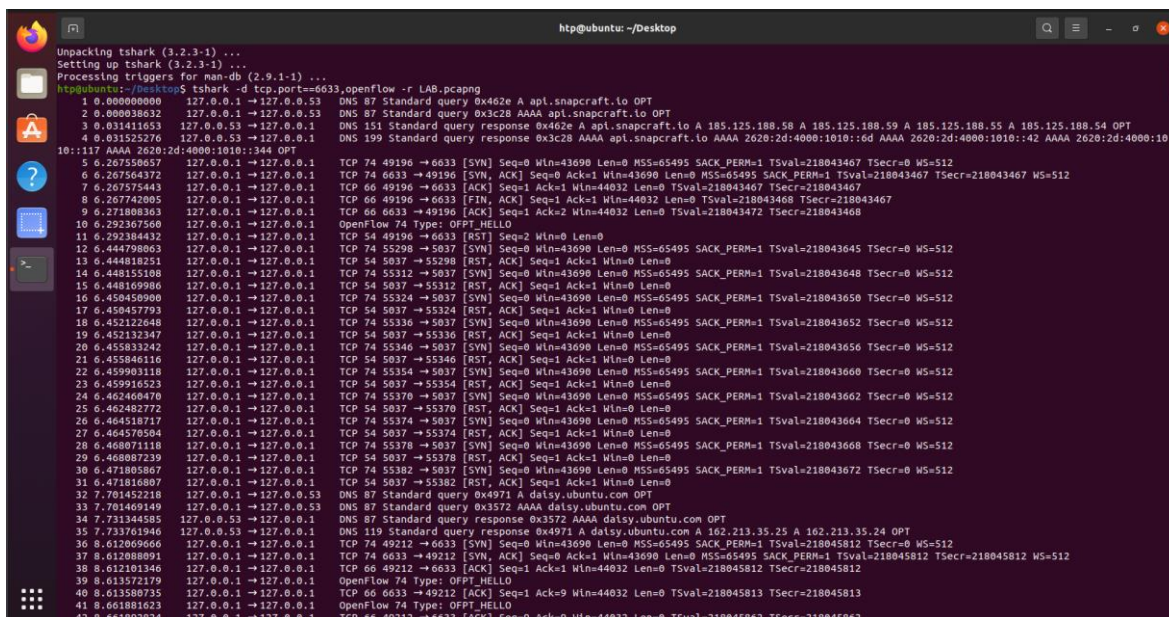 htp@ubuntu: ~/Desktop
Unpacking tshark (3.2.3-1) ...
Setting up tshark (3.2.3-1) ...
Processing triggers for man-db (2.9.1-1) ...
htp@ubuntu:~/Desktop$ tshark -d tcp.port==6633,openflow -r LAB.pcapng
1 0.000000000 127.0.0.1 → 127.0.0.53 DNS 87 Standard query 0x462e A api.snapcraft.io OPT
2 0.000038632 127.0.0.1 → 127.0.0.53 DNS 87 Standard query 0x3c28 AAAA api.snapcraft.io OPT
3 0.031411653 127.0.0.53 → 127.0.0.1 DNS 151 Standard query response 0x462e A api.snapcraft.io A 185.125.188.58 A 185.125.188.59 A 185.125.188.55 A 185.125.188.54 OPT
4 0.031525276 127.0.0.53 → 127.0.0.1 DNS 199 Standard query response 0x3c28 AAAA api.snapcraft.io AAAA 2620:2d:4000:1010::6d AAAA 2620:2d:4000:1010::42 AAAA 2620:2d:4000:10
10::117 AAAA 2620:2d:4000:1010::344 OPT
5 6.267550657 127.0.0.1 → 127.0.0.1 TCP 74 49196 → 6633 [SYN] Seq=0 Win=43690 Len=0 MSS=65495 SACK_PERM=1 TSval=218043467 TSecr=0 WS=512
6 6.267564372 127.0.0.1 → 127.0.0.1 TCP 74 6633 → 49196 [SYN, ACK] Seq=0 Ack=1 Win=43690 Len=0 MSS=65495 SACK_PERM=1 TSval=218043467 TSecr=218043467 WS=512
7 6.267575443 127.0.0.1 → 127.0.0.1 TCP 66 49196 → 6633 [ACK] Seq=1 Ack=1 Win=44032 Len=0 TSval=218043467 TSecr=218043467
8 6.267742005 127.0.0.1 → 127.0.0.1 TCP 66 49196 → 6633 [FIN, ACK] Seq=1 Ack=1 Win=44032 Len=0 TSval=218043468 TSecr=218043467
9 6.271808363 127.0.0.1 → 127.0.0.1 TCP 66 6633 → 49196 [ACK] Seq=1 Ack=2 Win=44032 Len=0 TSval=218043472 TSecr=218043468
10 6.292367560 127.0.0.1 → 127.0.0.1 OpenFlow 74 Type: OFPT_HELLO
11 6.292384432 127.0.0.1 → 127.0.0.1 TCP 54 49196 → 6633 [RST] Seq=2 Win=0 Len=0
12 6.444798063 127.0.0.1 → 127.0.0.1 TCP 74 55298 → 5037 [SYN] Seq=0 Win=43690 Len=0 MSS=65495 SACK_PERM=1 TSval=218043645 TSecr=0 WS=512
13 6.444818251 127.0.0.1 → 127.0.0.1 TCP 54 5037 → 55298 [RST, ACK] Seq=1 Ack=1 Win=0 Len=0
14 6.448155108 127.0.0.1 → 127.0.0.1 TCP 74 55312 → 5037 [SYN] Seq=0 Win=43690 Len=0 MSS=65495 SACK_PERM=1 TSval=218043648 TSecr=0 WS=512
15 6.448169986 127.0.0.1 → 127.0.0.1 TCP 54 5037 → 55312 [RST, ACK] Seq=1 Ack=1 Win=0 Len=0
16 6.450450900 127.0.0.1 → 127.0.0.1 TCP 74 55324 → 5037 [SYN] Seq=0 Win=43690 Len=0 MSS=65495 SACK_PERM=1 TSval=218043650 TSecr=0 WS=512
17 6.450457793 127.0.0.1 → 127.0.0.1 TCP 54 5037 → 55324 [RST, ACK] Seq=1 Ack=1 Win=0 Len=0
18 6.452122648 127.0.0.1 → 127.0.0.1 TCP 74 55336 → 5037 [SYN] Seq=0 Win=43690 Len=0 MSS=65495 SACK_PERM=1 TSval=218043652 TSecr=0 WS=512
19 6.452132347 127.0.0.1 → 127.0.0.1 TCP 54 5037 → 55336 [RST, ACK] Seq=1 Ack=1 Win=0 Len=0
20 6.455833242 127.0.0.1 → 127.0.0.1 TCP 74 55346 → 5037 [SYN] Seq=0 Win=43690 Len=0 MSS=65495 SACK_PERM=1 TSval=218043656 TSecr=0 WS=512
21 6.455846116 127.0.0.1 → 127.0.0.1 TCP 54 5037 → 55346 [RST, ACK] Seq=1 Ack=1 Win=0 Len=0
22 6.459903118 127.0.0.1 → 127.0.0.1 TCP 74 55354 → 5037 [SYN] Seq=0 Win=43690 Len=0 MSS=65495 SACK_PERM=1 TSval=218043660 TSecr=0 WS=512
23 6.459916523 127.0.0.1 → 127.0.0.1 TCP 54 5037 → 55354 [RST, ACK] Seq=1 Ack=1 Win=0 Len=0
24 6.462460470 127.0.0.1 → 127.0.0.1 TCP 74 55370 → 5037 [SYN] Seq=0 Win=43690 Len=0 MSS=65495 SACK_PERM=1 TSval=218043662 TSecr=0 WS=512
25 6.462482772 127.0.0.1 → 127.0.0.1 TCP 54 5037 → 55370 [RST, ACK] Seq=1 Ack=1 Win=0 Len=0
26 6.464518717 127.0.0.1 → 127.0.0.1 TCP 74 55374 → 5037 [SYN] Seq=0 Win=43690 Len=0 MSS=65495 SACK_PERM=1 TSval=218043664 TSecr=0 WS=512
27 6.464570504 127.0.0.1 → 127.0.0.1 TCP 54 5037 → 55374 [RST, ACK] Seq=1 Ack=1 Win=0 Len=0
28 6.468071118 127.0.0.1 → 127.0.0.1 TCP 74 55378 → 5037 [SYN] Seq=0 Win=43690 Len=0 MSS=65495 SACK_PERM=1 TSval=218043668 TSecr=0 WS=512
29 6.468087239 127.0.0.1 → 127.0.0.1 TCP 54 5037 → 55378 [RST, ACK] Seq=1 Ack=1 Win=0 Len=0
30 6.471805867 127.0.0.1 → 127.0.0.1 TCP 74 55382 → 5037 [SYN] Seq=0 Win=43690 Len=0 MSS=65495 SACK_PERM=1 TSval=218043672 TSecr=0 WS=512
31 6.471816807 127.0.0.1 → 127.0.0.1 TCP 54 5037 → 55382 [RST, ACK] Seq=1 Ack=1 Win=0 Len=0
32 7.701452218 127.0.0.1 → 127.0.0.53 DNS 87 Standard query 0x4971 A daisy.ubuntu.com OPT
33 7.701469149 127.0.0.1 → 127.0.0.53 DNS 87 Standard query 0x3572 AAAA daisy.ubuntu.com OPT
34 7.731344585 127.0.0.53 → 127.0.0.1 DNS 87 Standard query response 0x3572 AAAA daisy.ubuntu.com OPT
35 7.733761946 127.0.0.53 → 127.0.0.1 DNS 119 Standard query response 0x4971 A daisy.ubuntu.com A 162.213.35.25 A 162.213.35.24 OPT
36 8.612069666 127.0.0.1 → 127.0.0.1 TCP 74 49212 → 6633 [SYN] Seq=0 Win=43690 Len=0 MSS=65495 SACK_PERM=1 TSval=218045812 TSecr=0 WS=512
37 8.612088091 127.0.0.1 → 127.0.0.1 TCP 74 6633 → 49212 [SYN, ACK] Seq=0 Ack=1 Win=43690 Len=0 MSS=65495 SACK_PERM=1 TSval=218045812 TSecr=218045812 WS=512
38 8.612101346 127.0.0.1 → 127.0.0.1 TCP 66 49212 → 6633 [ACK] Seq=1 Ack=1 Win=44032 Len=0 TSval=218045812 TSecr=218045812
39 8.613572179 127.0.0.1 → 127.0.0.1 OpenFlow 74 Type: OFPT_HELLO
40 8.613580735 127.0.0.1 → 127.0.0.1 TCP 66 6633 → 49212 [ACK] Seq=1 Ack=9 Win=44032 Len=0 TSval=218045813 TSecr=218045813
41 8.661881623 127.0.0.1 → 127.0.0.1 OpenFlow 74 Type: OFPT_HELLO